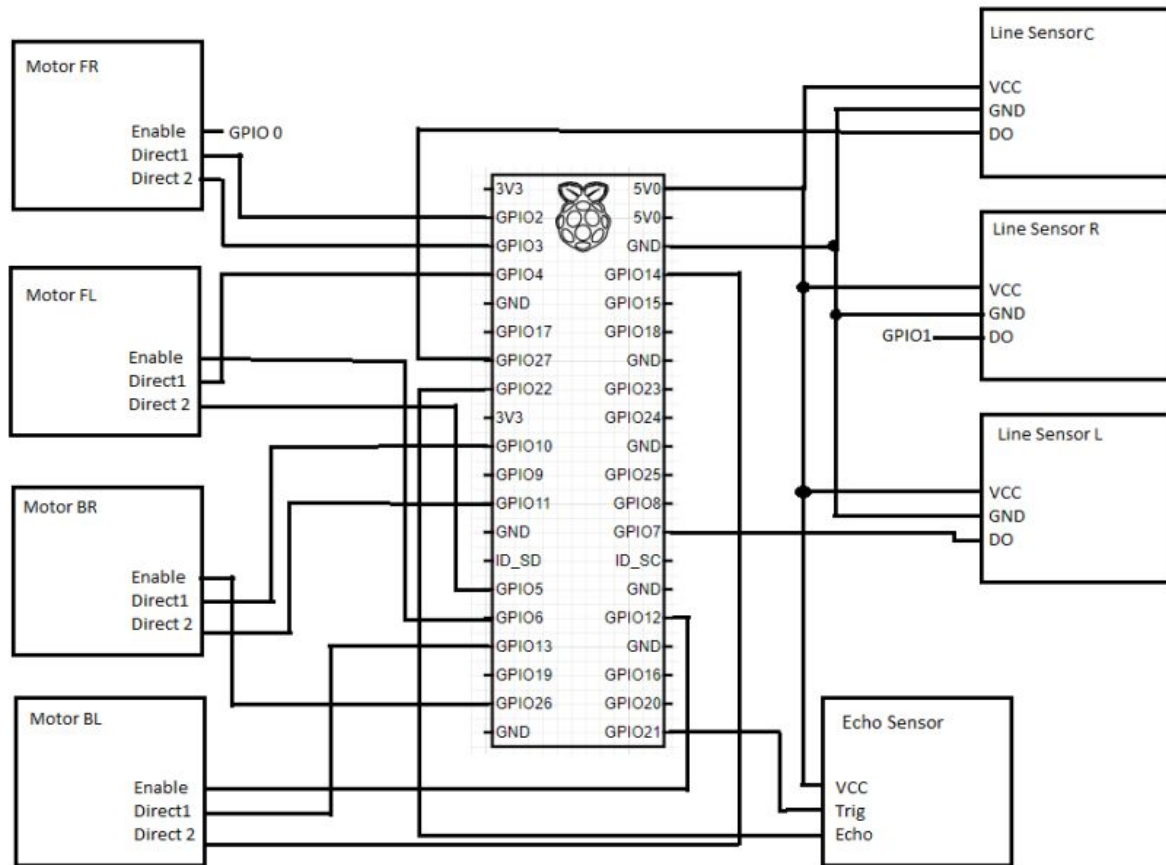 Motor FR
Enable
GPIO 0
Direct1
Direct 2
Motor FL
Enable
Direct1
Direct 2
Motor BR
Enable
Direct1
Direct 2
Motor BL
Enable
Direct1
Direct 2
3V3
GPIO2
GPIO3
GPIO4
GND
GPIO17
GPIO27
GPIO22
3V3
GPIO10
GPIO9
GPIO11
GND
ID_SD
GPIO5
GPIO6
GPIO13
GPIO19
GPIO26
GND
5V0
5V0
GND
GPIO14
GPIO15
GPIO18
GND
GPIO23
GPIO24
GND
GPIO25
GPIO8
GPIO7
ID_SC
GND
GPIO12
GND
GPIO16
GPIO20
GPIO21
Line Sensor C
VCC
GND
DO
Line Sensor R
VCC
GND
GPIO1
DO
Line Sensor L
VCC
GND
DO
Echo Sensor
VCC
Trig
Echo